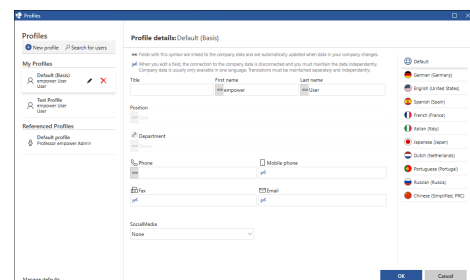 Profiles
Profiles
New profile
Search for users
My Profiles
Default (Basis)
empower User
User
Test Profile
empower User
User
Referenced Profiles
Default profile
Professor empower Admin
Manage defaults
Profile details: Default (Basis)
Fields with this symbol are linked to the company data and are automatically updated when data in your company changes.
When you edit a field, the connection to the company data is disconnected and you must maintain the data independently.
Company data is usually only available in one language. Translations must be maintained separately and independently.
Title
First name
Last name
empower
User
Position
Department
Phone
Mobile phone
Fax
Email
SocialMedia
None
Default
German (Germany)
English (United States)
Spanish (Spain)
French (France)
Italian (Italy)
Japanese (Japan)
Dutch (Netherlands)
Portuguese (Portugal)
Russian (Russia)
Chinese (Simplified, PRC)
OK
Cancel